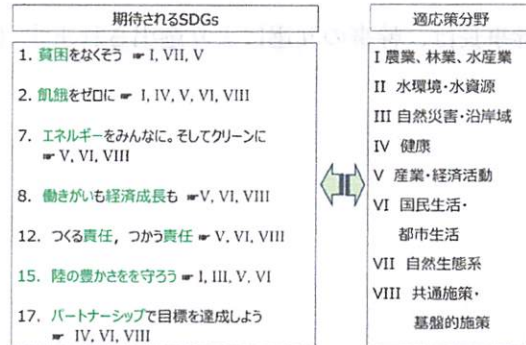 期待されるSDGs
1. 貧困をなくそう ☛ I, VII, V
2. 飢餓をゼロに ☛ I, IV, V, VI, VIII
7. エネルギーをみんなに。そしてクリーンに
☛ V, VI, VIII
8. 働きがいも経済成長も ☛V, VI, VIII
12. つくる責任，つかう責任 ☛ V, VI, VIII
15. 陸の豊かさをを守ろう ☛ I, III, V, VI
17. パートナーシップで目標を達成しよう
☛ IV, VI, VIII
適応策分野
I 農業、林業、水産業
II 水環境・水資源
III 自然災害・沿岸域
IV 健康
V 産業・経済活動
VI 国民生活・
都市生活
VII 自然生態系
VIII 共通施策・
基盤的施策